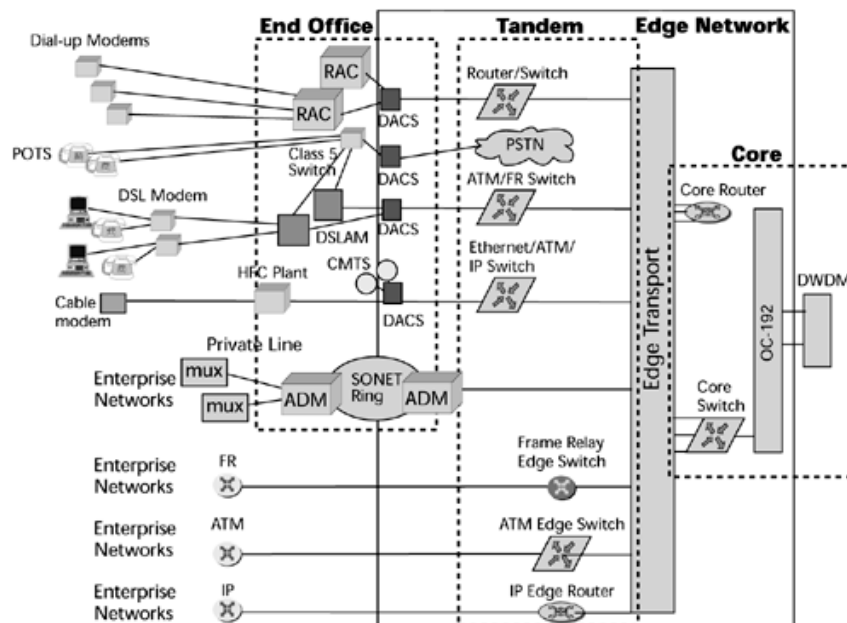 End Office
Tandem
Edge Network
Dial-up Modems
RAC
RAC
DACS
Router/Switch
POTS
Class 5
Switch
DACS
PSTN
Core
DSL Modem
DSLAM
DACS
ATM/FR Switch
Core Router
HFC Plant
CMTS
DACS
Ethernet/ATM/
IP Switch
Cable
modem
Edge Transport
OC-192
DWDM
Private Line
Enterprise
Networks
mux
mux
ADM
SONET
Ring
ADM
Core
Switch
Enterprise
Networks
FR
Frame Relay
Edge Switch
Enterprise
Networks
ATM
ATM Edge Switch
Enterprise
Networks
IP
IP Edge Router